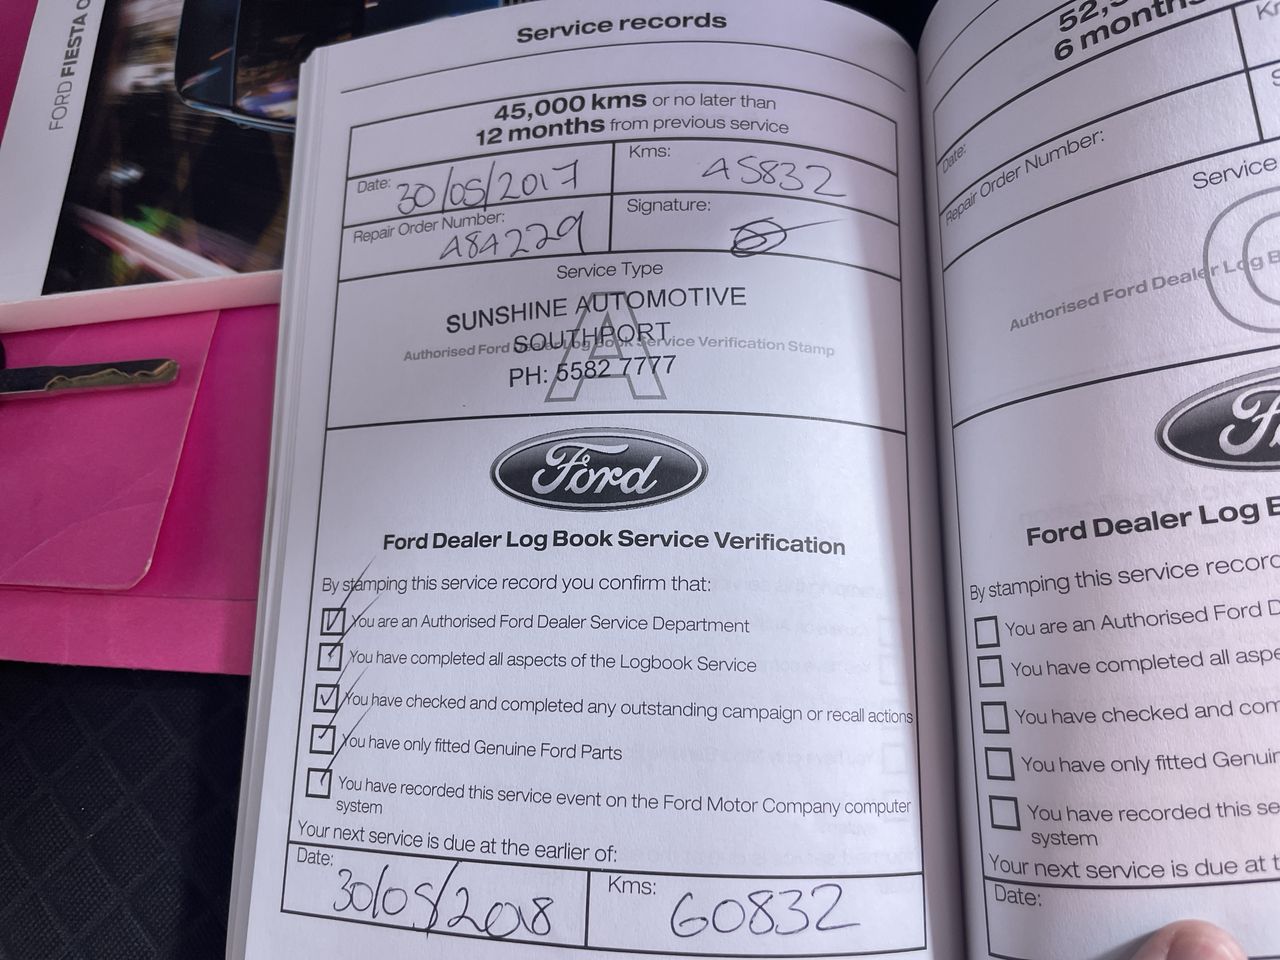 FORD FIESTA
Service records
45,000 kms or no later than
12 months from previous service
Date: 30/05/2017
Kms: 45832
Repair Order Number: A84229
Signature:
Service Type
A
SUNSHINE AUTOMOTIVE
SOUTHPORT
Authorised Ford Dealer Log Book Service Verification Stamp
PH: 5582 7777
Ford
Ford Dealer Log Book Service Verification
By stamping this service record you confirm that:
You are an Authorised Ford Dealer Service Department
You have completed all aspects of the Logbook Service
You have checked and completed any outstanding campaign or recall actions
You have only fitted Genuine Ford Parts
You have recorded this service event on the Ford Motor Company computer
system
Your next service is due at the earlier of:
Date: 30/05/2018
Kms: 60832
6 month
Date:
Repair Order Number:
Service
Authorised Ford Dealer Log
Ford Dealer Log
By stamping this service record
You are an Authorised Ford
You have completed all
You have checked and
You have only fitted
You have recorded this
system
Your next service is due at
Date: